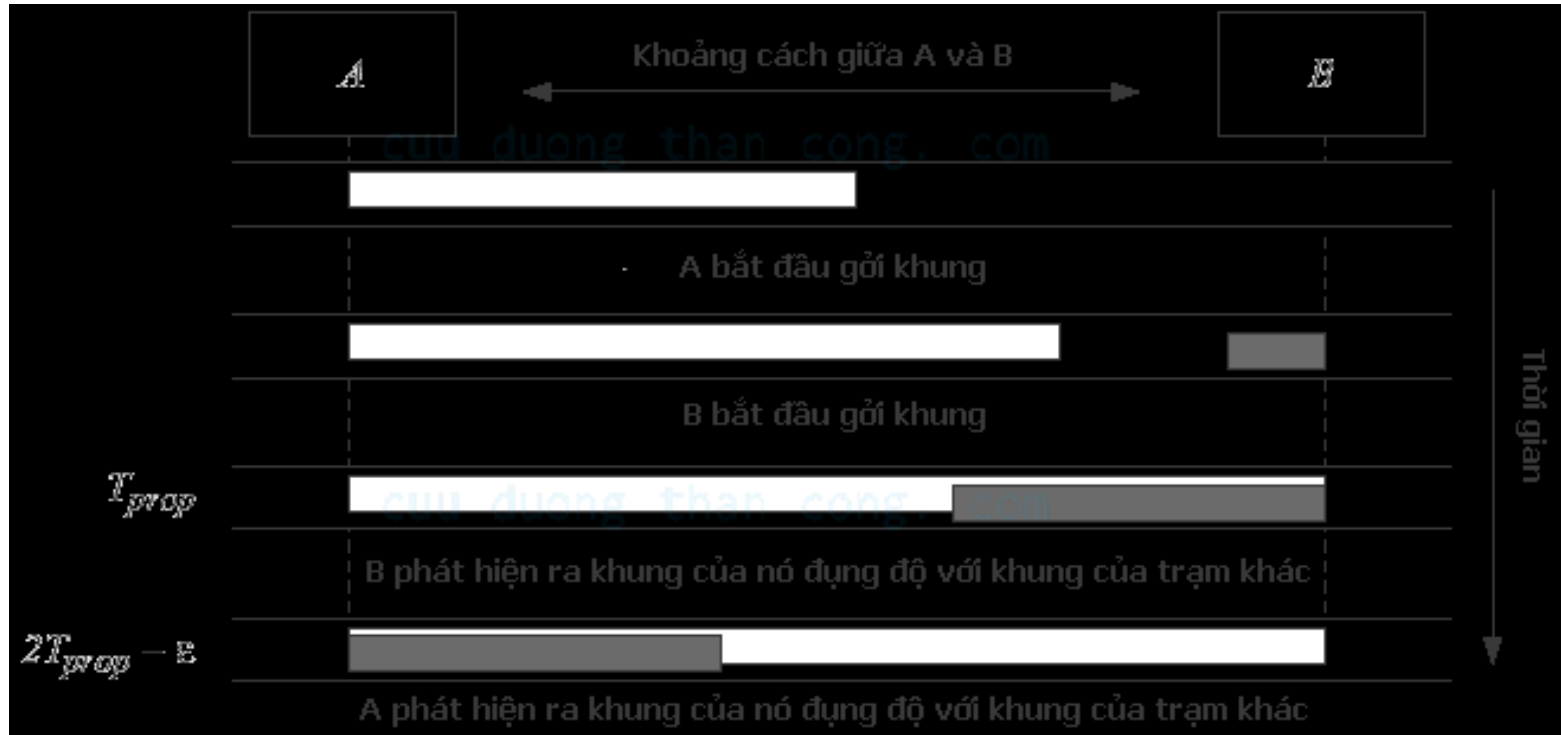 A
Khoảng cách giữa A và B
B
cuu duong than cong. com
A bắt đầu gởi khung
B bắt đầu gởi khung
Thời gian
T_prop
cuu duong than cong. com
B phát hiện ra khung của nó đụng độ với khung của trạm khác
2T_prop − ε
A phát hiện ra khung của nó đụng độ với khung của trạm khác